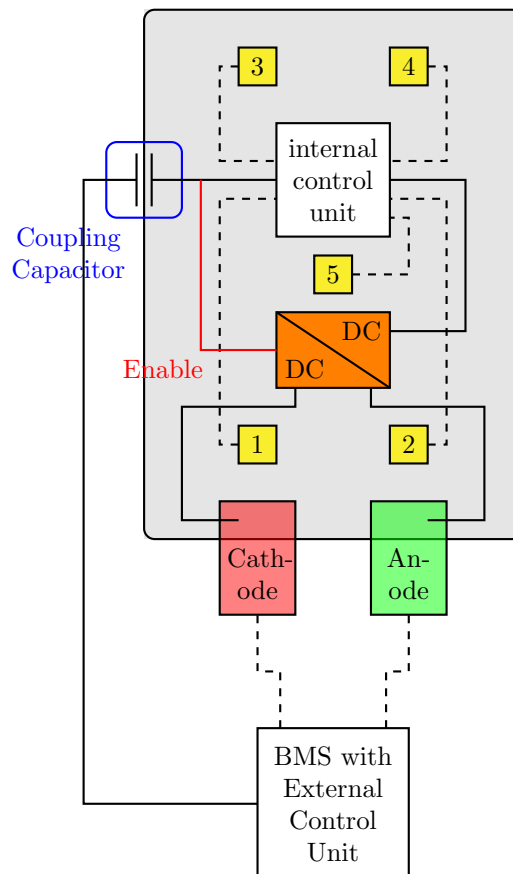 3
4
internal
control
unit
Coupling
Capacitor
5
DC
DC
Enable
1
2
Cath-
ode
An-
ode
BMS with
External
Control
Unit